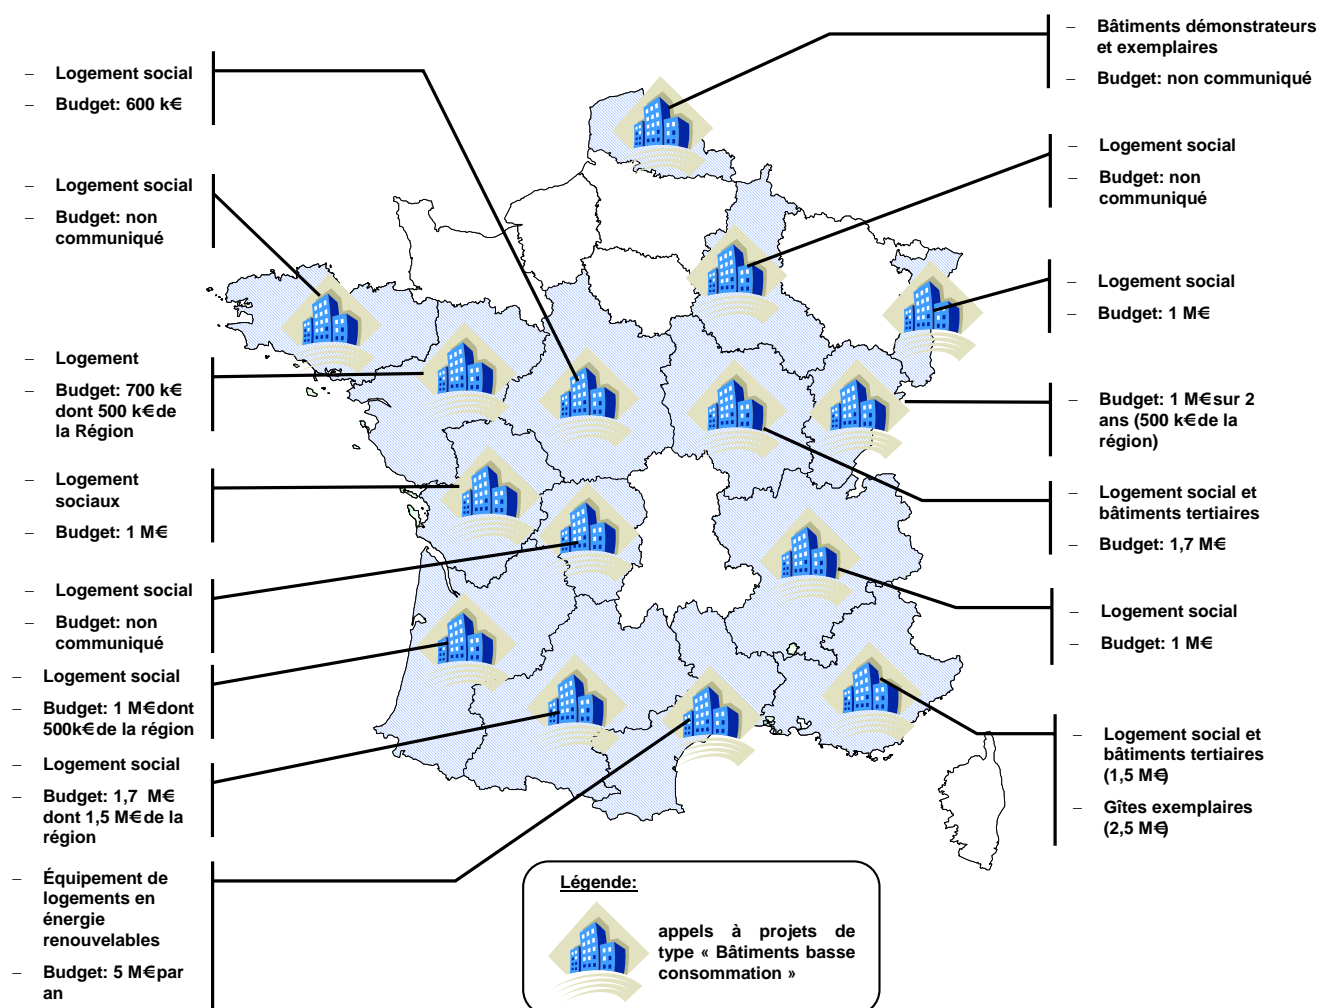 – Logement social
– Budget: 600 k€
– Logement social
– Budget: non
communiqué
– Logement
– Budget: 700 k€
dont 500 k€ de
la Région
– Logement
sociaux
– Budget: 1 M€
– Logement social
– Budget: non
communiqué
– Logement social
– Budget: 1 M€ dont
500k€ de la région
– Logement social
– Budget: 1,7 M€
dont 1,5 M€ de la
région
– Équipement de
logements en
énergie
renouvelables
– Budget: 5 M€ par
an
– Bâtiments démonstrateurs
et exemplaires
– Budget: non communiqué
– Logement social
– Budget: non
communiqué
– Logement social
– Budget: 1 M€
– Budget: 1 M€ sur 2
ans (500 k€ de la
région)
– Logement social et
bâtiments tertiaires
– Budget: 1,7 M€
– Logement social
– Budget: 1 M€
– Logement social et
bâtiments tertiaires
(1,5 M€)
– Gîtes exemplaires
(2,5 M€)
Légende:
appels à projets de
type « Bâtiments basse
consommation »